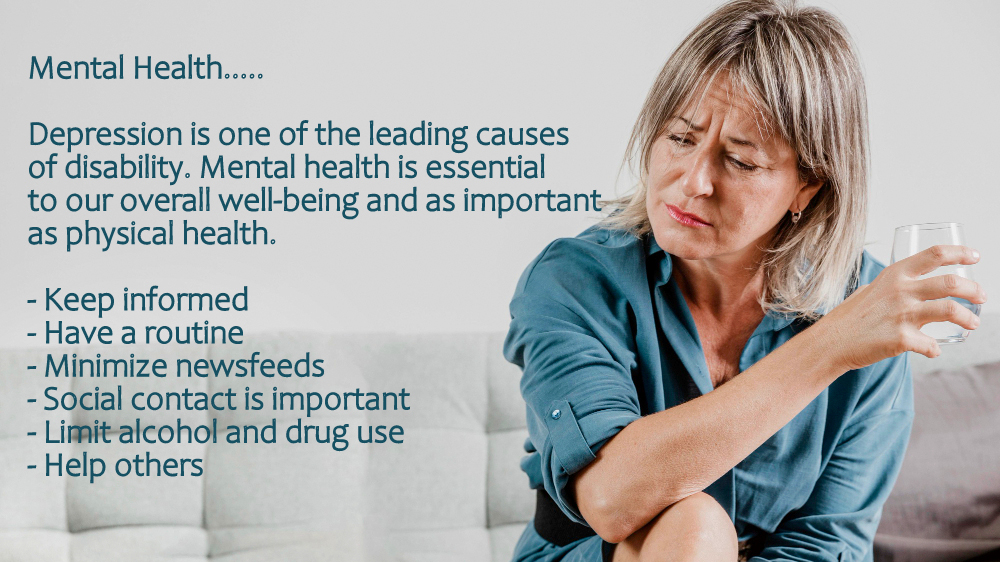 Mental Health.....
Depression is one of the leading causes
of disability. Mental health is essential
to our overall well-being and as important
as physical health.
- Keep informed
- Have a routine
- Minimize newsfeeds
- Social contact is important
- Limit alcohol and drug use
- Help others